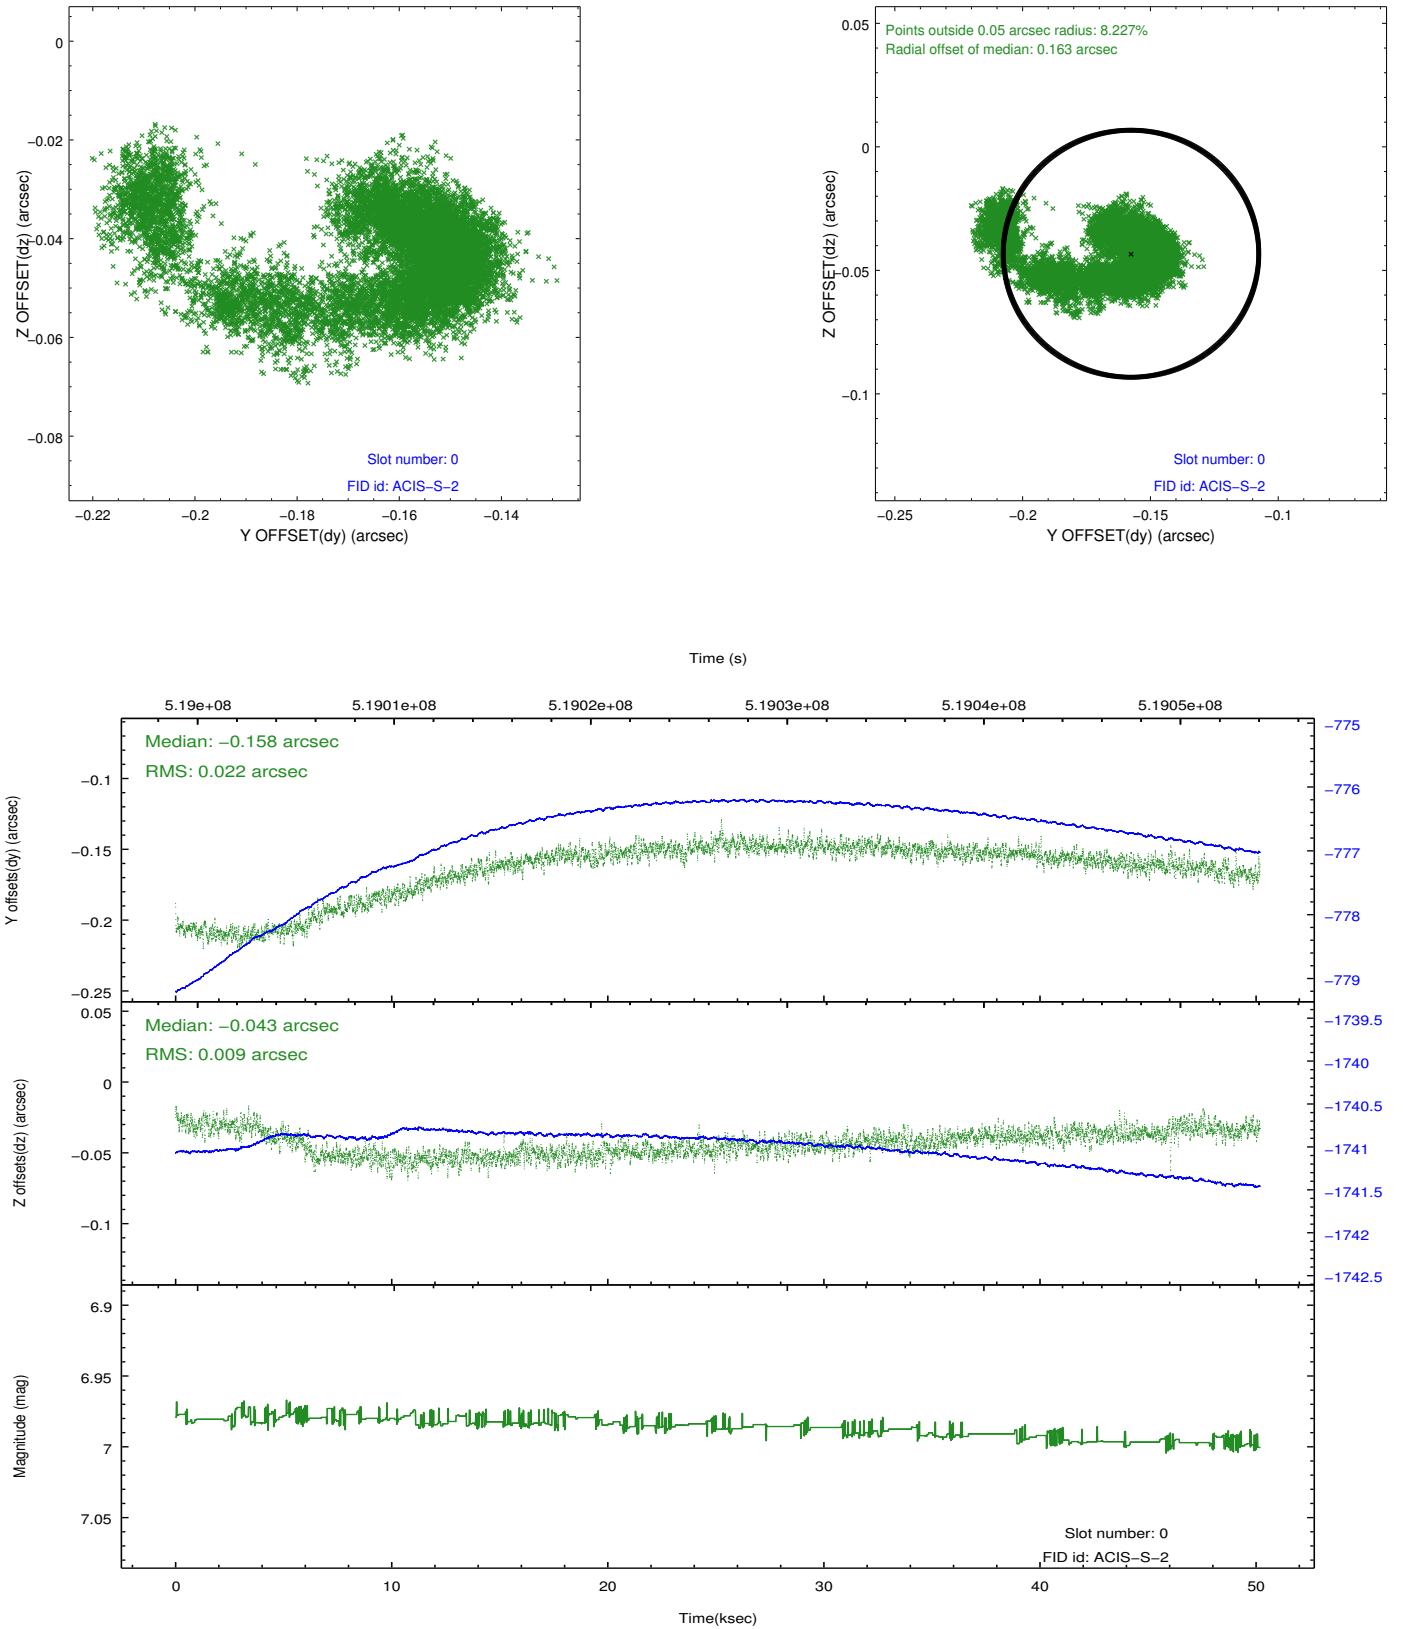 0
−0.02
−0.04
−0.06
−0.08
Z OFFSET(dz) (arcsec)
Slot number: 0
FID id: ACIS−S−2
−0.22
−0.2
−0.18
−0.16
−0.14
Y OFFSET(dy) (arcsec)
Points outside 0.05 arcsec radius: 8.227%
Radial offset of median: 0.163 arcsec
0.05
0
−0.05
−0.1
Z OFFSET(dz) (arcsec)
Slot number: 0
FID id: ACIS−S−2
−0.25
−0.2
−0.15
−0.1
Y OFFSET(dy) (arcsec)
Time (s)
5.19e+08
5.1901e+08
5.1902e+08
5.1903e+08
5.1904e+08
5.1905e+08
Median: −0.158 arcsec
RMS: 0.022 arcsec
−0.1
−0.15
−0.2
−0.25
Y offsets(dy) (arcsec)
−775
−776
−777
−778
−779
Median: −0.043 arcsec
RMS: 0.009 arcsec
0.05
0
−0.05
−0.1
Z offsets(dz) (arcsec)
−1739.5
−1740
−1740.5
−1741
−1741.5
−1742
−1742.5
6.9
6.95
7
7.05
Magnitude (mag)
Slot number: 0
FID id: ACIS−S−2
0
10
20
30
40
50
Time(ksec)